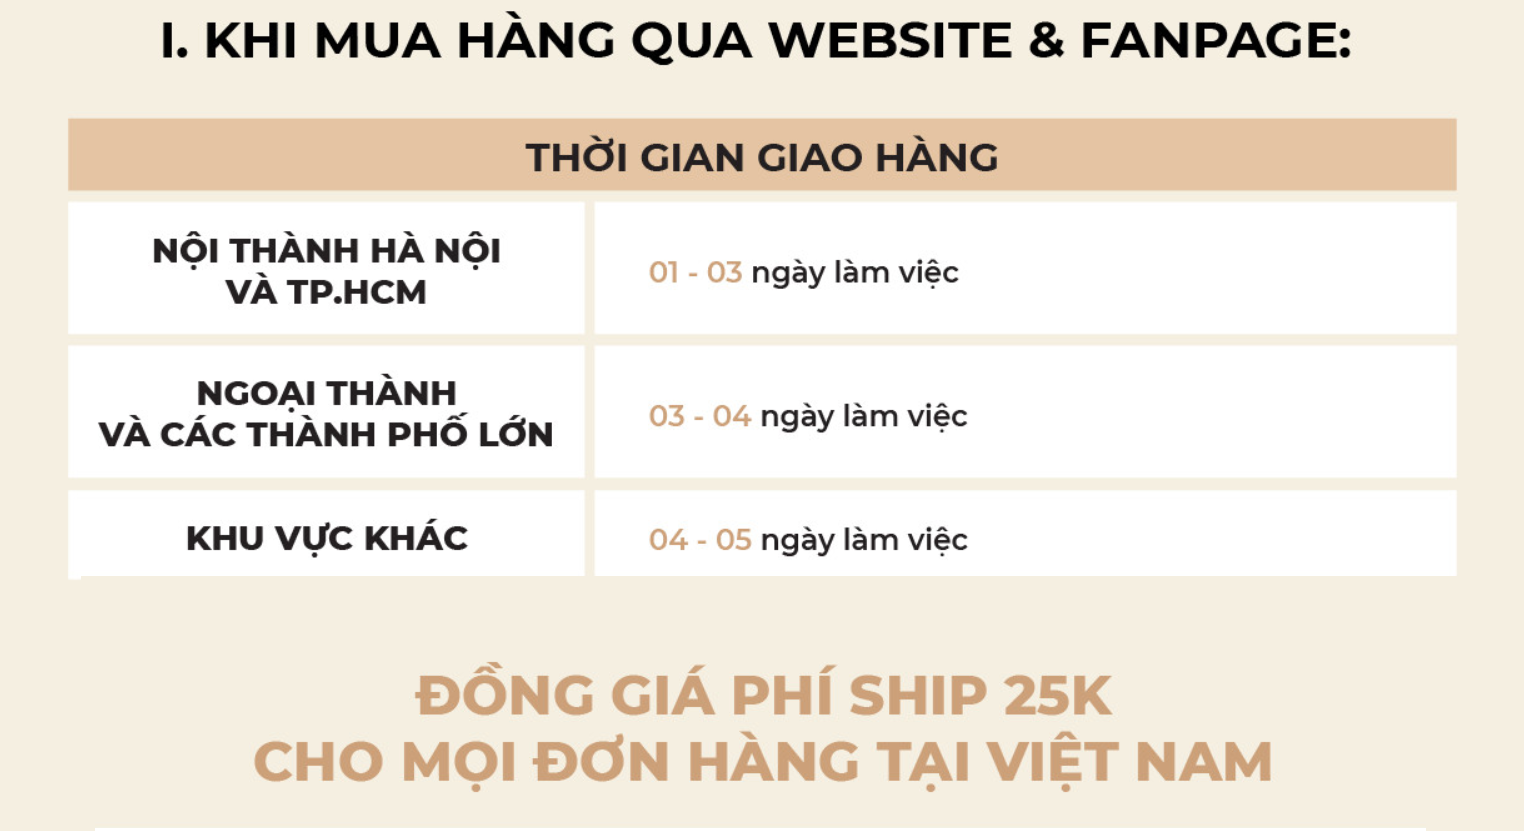 I. KHI MUA HÀNG QUA WEBSITE & FANPAGE:
THỜI GIAN GIAO HÀNG
NỘI THÀNH HÀ NỘI
VÀ TP.HCM
01 - 03 ngày làm việc
NGOẠI THÀNH
VÀ CÁC THÀNH PHỐ LỚN
03 - 04 ngày làm việc
KHU VỰC KHÁC
04 - 05 ngày làm việc
ĐỒNG GIÁ PHÍ SHIP 25K
CHO MỌI ĐƠN HÀNG TẠI VIỆT NAM